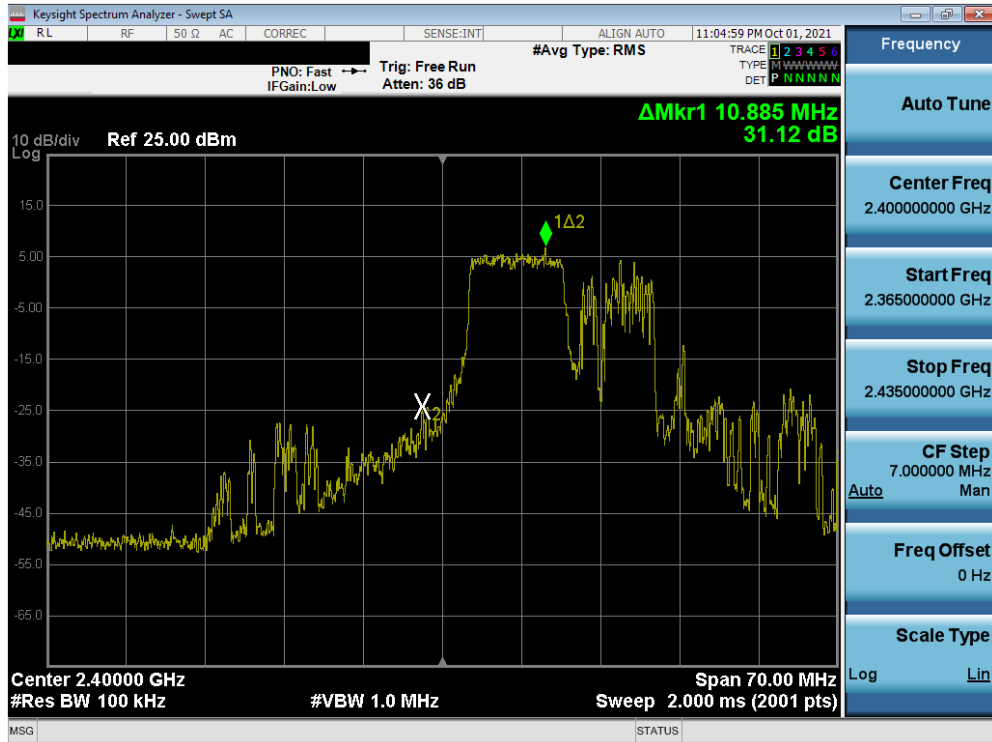 Keysight Spectrum Analyzer - Swept SA
LXI RL RF 50 Ω AC CORREC SENSE:INT ALIGN AUTO 11:04:59 PM Oct 01, 2021
#Avg Type: RMS
TRACE 1 2 3 4 5 6
TYPE M WWWWW
DET P N N N N N
PNO: Fast
IFGain:Low
Trig: Free Run
Atten: 36 dB
ΔMkr1 10.885 MHz
31.12 dB
10 dB/div Ref 25.00 dBm
Log
15.0
5.00
-5.00
-15.0
-25.0
-35.0
-45.0
-55.0
-65.0
1Δ2
X2
Center 2.40000 GHz Span 70.00 MHz
#Res BW 100 kHz #VBW 1.0 MHz Sweep 2.000 ms (2001 pts)
MSG STATUS
Frequency
Auto Tune
Center Freq
2.400000000 GHz
Start Freq
2.365000000 GHz
Stop Freq
2.435000000 GHz
CF Step
7.000000 MHz
Auto Man
Freq Offset
0 Hz
Scale Type
Log Lin